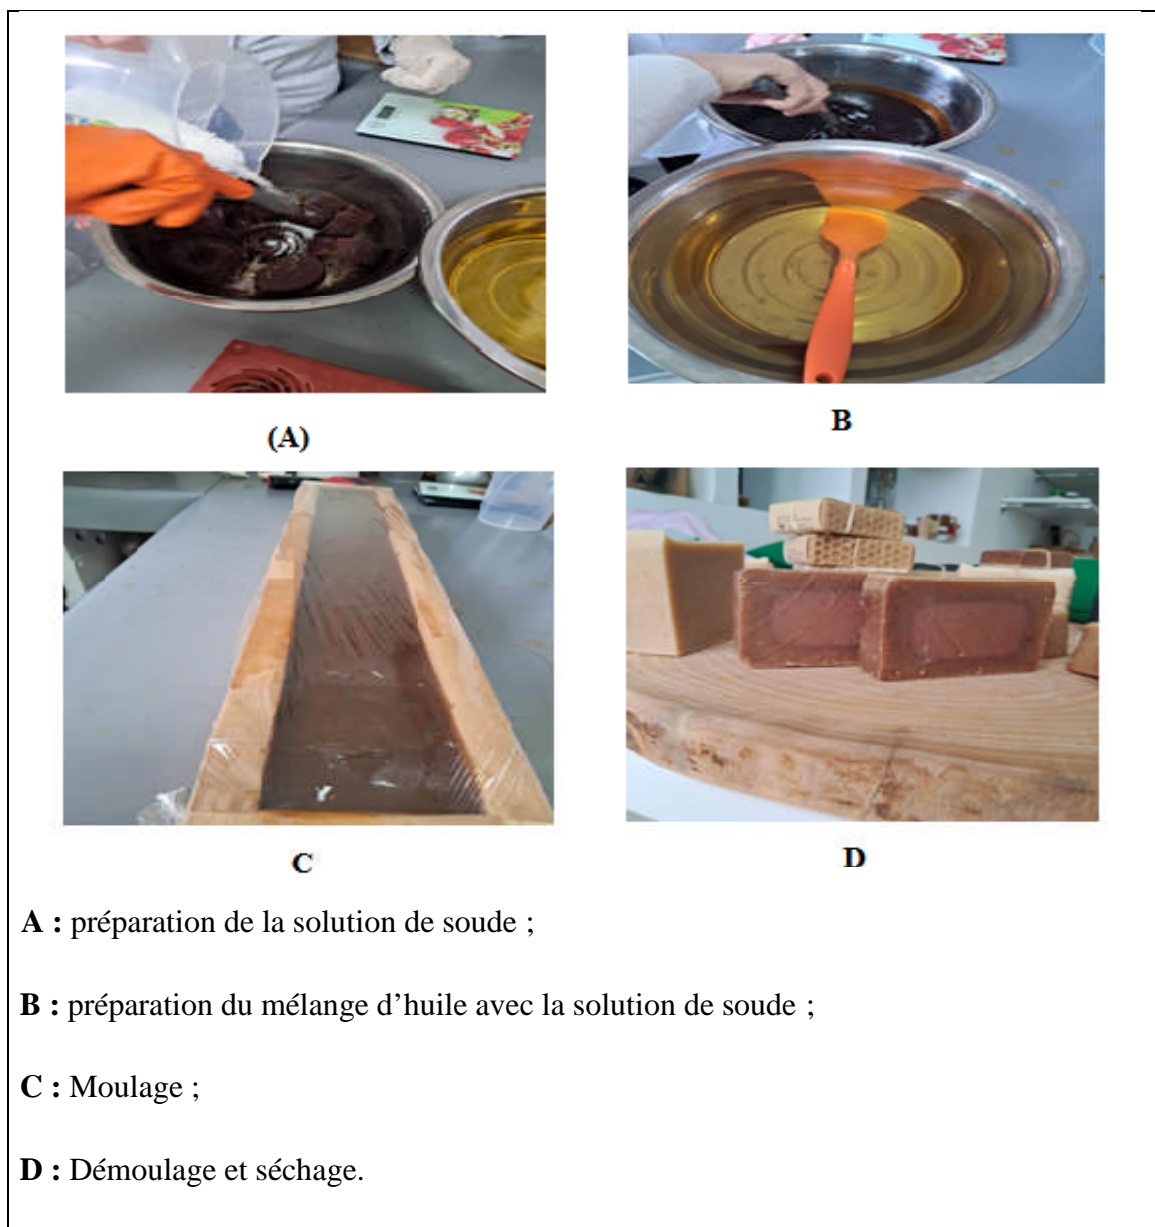 (A)
B
C
D
A : préparation de la solution de soude ;
B : préparation du mélange d’huile avec la solution de soude ;
C : Moulage ;
D : Démoulage et séchage.